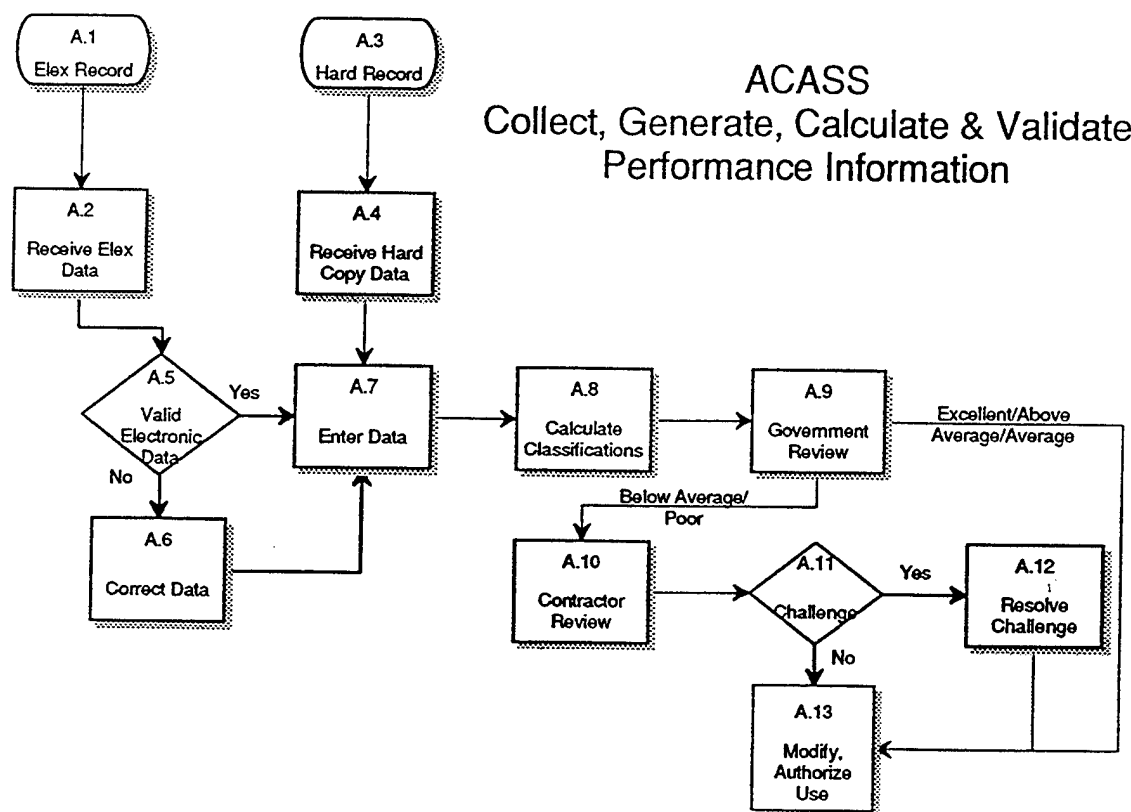 A.1
Elex Record
A.3
Hard Record
ACASS
Collect, Generate, Calculate & Validate
Performance Information
A.2
Receive Elex
Data
A.4
Receive Hard
Copy Data
A.5
Valid
Electronic
Data
Yes
No
A.6
Correct Data
A.7
Enter Data
A.8
Calculate
Classifications
A.9
Government
Review
Excellent/Above
Average/Average
Below Average/
Poor
A.10
Contractor
Review
A.11
Challenge
Yes
No
A.12
Resolve
Challenge
A.13
Modify,
Authorize
Use